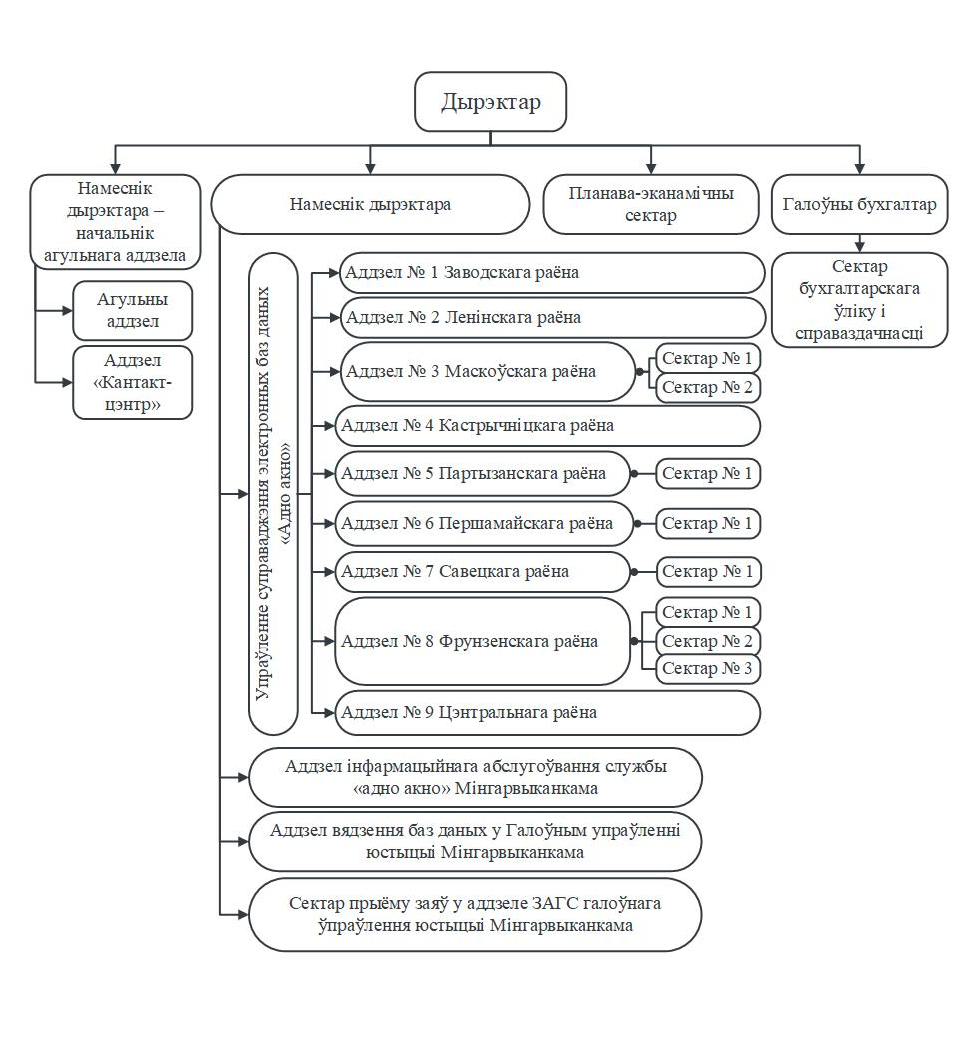 Дырэктар
Намеснік
дырэктара –
начальнік
агульнага аддзела
Агульны
аддзел
Аддзел
«Кантакт-
цэнтр»
Намеснік дырэктара
Упраўленне суправаджэння электронных баз даных
«Адно акно»
Аддзел № 1 Заводскага раёна
Аддзел № 2 Ленінскага раёна
Аддзел № 3 Маскоўскага раёна
Сектар № 1
Сектар № 2
Аддзел № 4 Кастрычніцкага раёна
Аддзел № 5 Партызанскага раёна
Сектар № 1
Аддзел № 6 Першамайскага раёна
Сектар № 1
Аддзел № 7 Савецкага раёна
Сектар № 1
Аддзел № 8 Фрунзенскага раёна
Сектар № 1
Сектар № 2
Сектар № 3
Аддзел № 9 Цэнтральнага раёна
Аддзел інфармацыйнага абслугоўвання службы
«адно акно» Мінгарвыканкама
Аддзел вядзення баз даных у Галоўным упраўленні
юстыцыі Мінгарвыканкама
Сектар прыёму заяў у аддзеле ЗАГС галоўнага
ўпраўлення юстыцыі Мінгарвыканкама
Планава-эканамічны
сектар
Галоўны бухгалтар
Сектар
бухгалтарскага
ўліку і
справаздачнасці